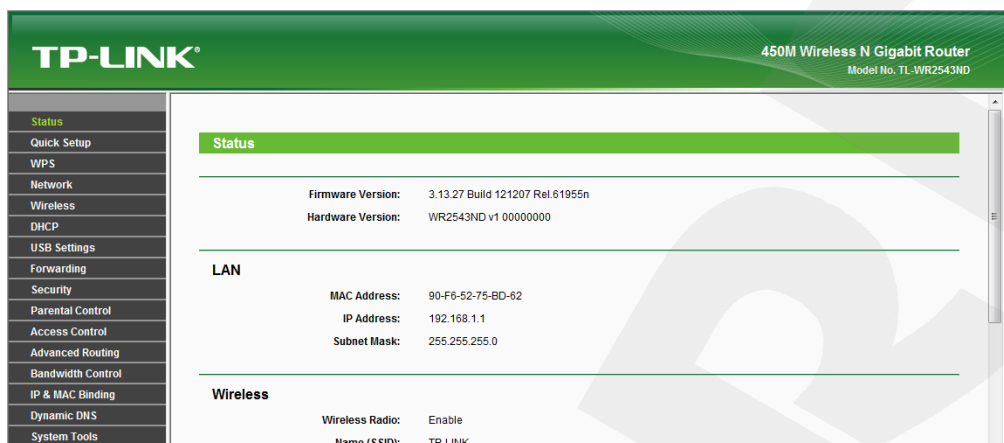 TP-LINK®
450M Wireless N Gigabit Router
Model No. TL-WR2543ND
Status
Quick Setup
WPS
Network
Wireless
DHCP
USB Settings
Forwarding
Security
Parental Control
Access Control
Advanced Routing
Bandwidth Control
IP & MAC Binding
Dynamic DNS
System Tools
Status
Firmware Version: 3.13.27 Build 121207 Rel.61955n
Hardware Version: WR2543ND v1 00000000
LAN
MAC Address: 90-F6-52-75-BD-62
IP Address: 192.168.1.1
Subnet Mask: 255.255.255.0
Wireless
Wireless Radio: Enable
Name (SSID): TP-LINK